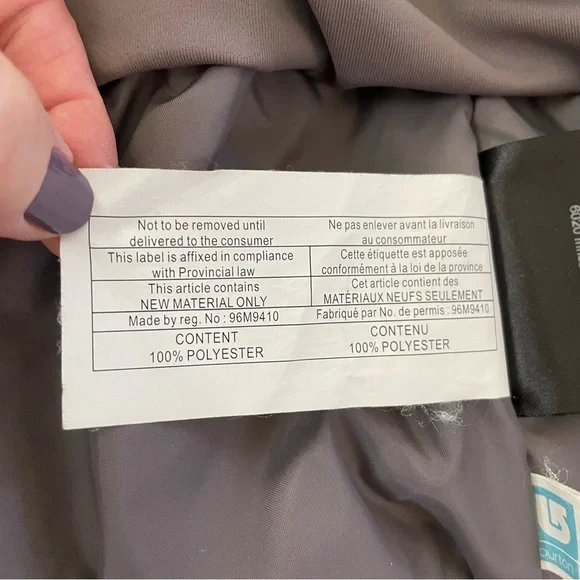 Not to be removed until
delivered to the consumer
Ne pas enlever avant la livraison
au consommateur
This label is affixed in compliance
with Provincial law
Cette étiquette est apposée
conformément à la loi de la province
This article contains
NEW MATERIAL ONLY
Cet article contient des
MATÉRIAUX NEUFS SEULEMENT
Made by reg. No : 96M9410
Fabriqué par No. de permis : 96M9410
CONTENT
100% POLYESTER
CONTENU
100% POLYESTER
6020
burton